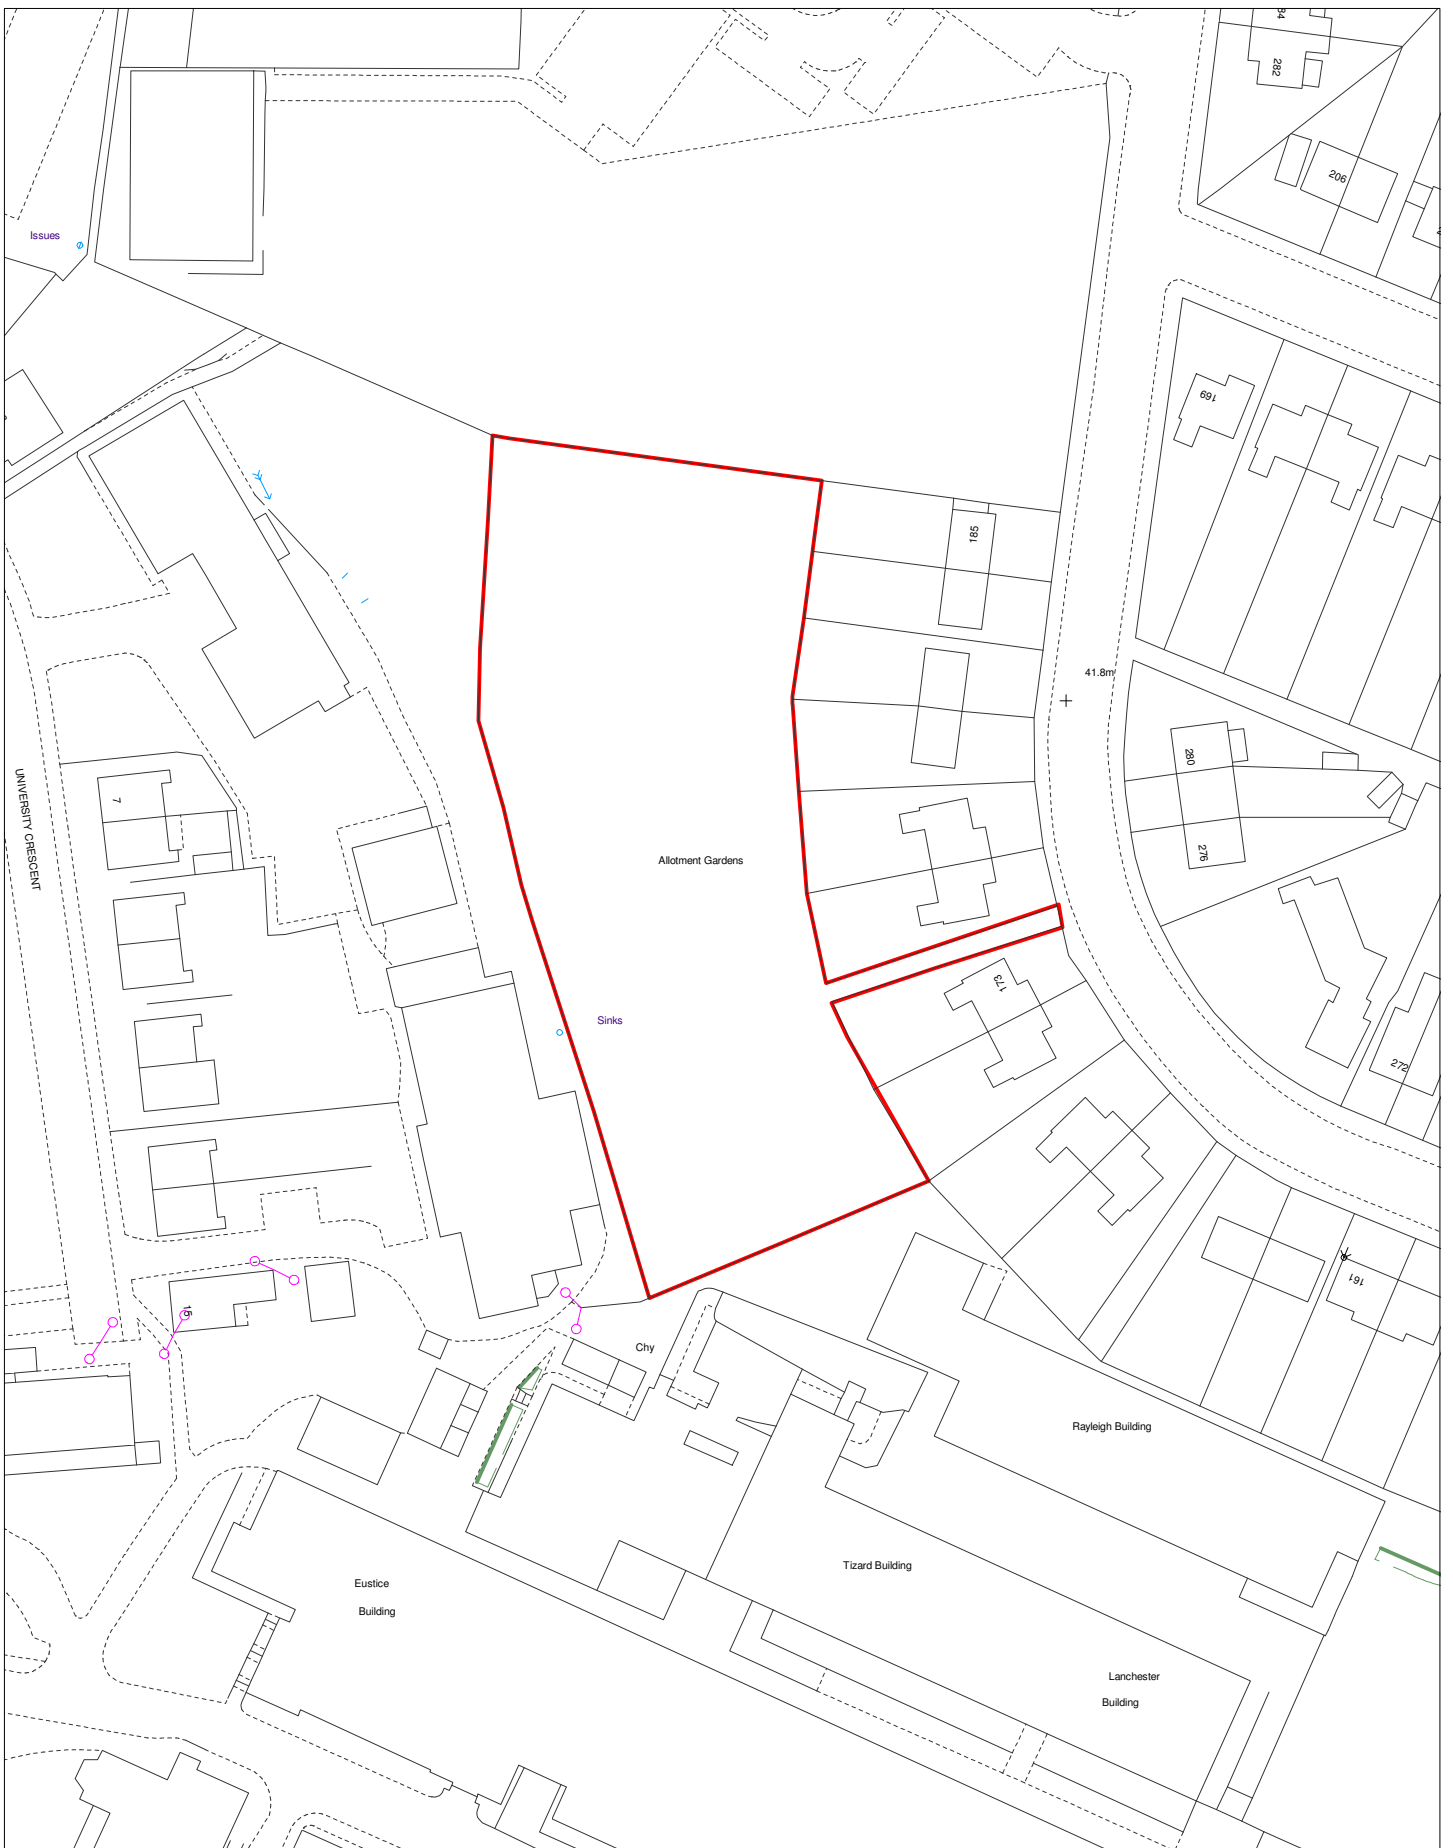 282
206
Issues
169
185
41.8m
280
7
276
UNIVERSITY CRESCENT
Allotment Gardens
173
Sinks
272
161
15
Chy
Rayleigh Building
Tizard Building
Eustice
Building
Lanchester
Building